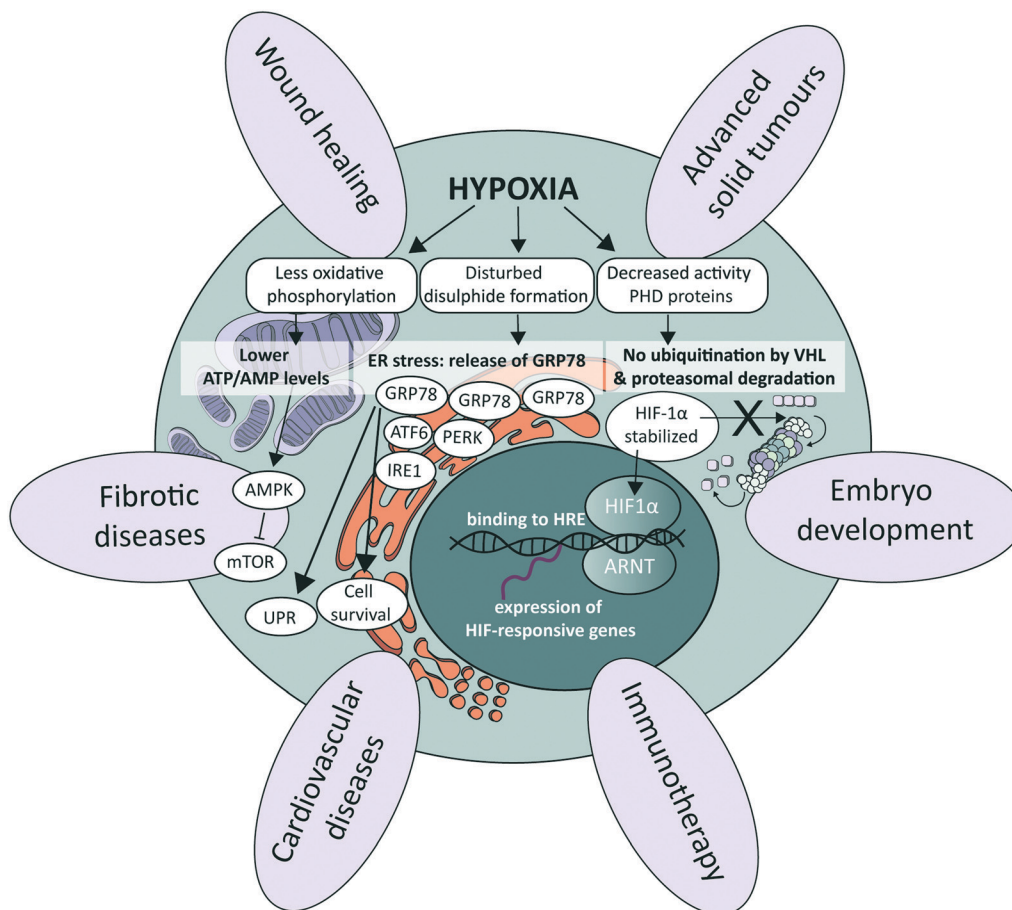 Wound healing
Advanced
solid tumours
HYPOXIA
Less oxidative
phosphorylation
Disturbed
disulphide formation
Decreased activity
PHD proteins
Lower
ATP/AMP levels
ER stress: release of GRP78
No ubiquitination by VHL
& proteasomal degradation
GRP78
GRP78
GRP78
ATF6
PERK
IRE1
HIF-1α
stabilized
X
Fibrotic
diseases
AMPK
mTOR
UPR
Cell
survival
HIF1α
binding to HRE
ARNT
expression of
HIF-responsive genes
Embryo
development
Cardiovascular
diseases
Immunotherapy